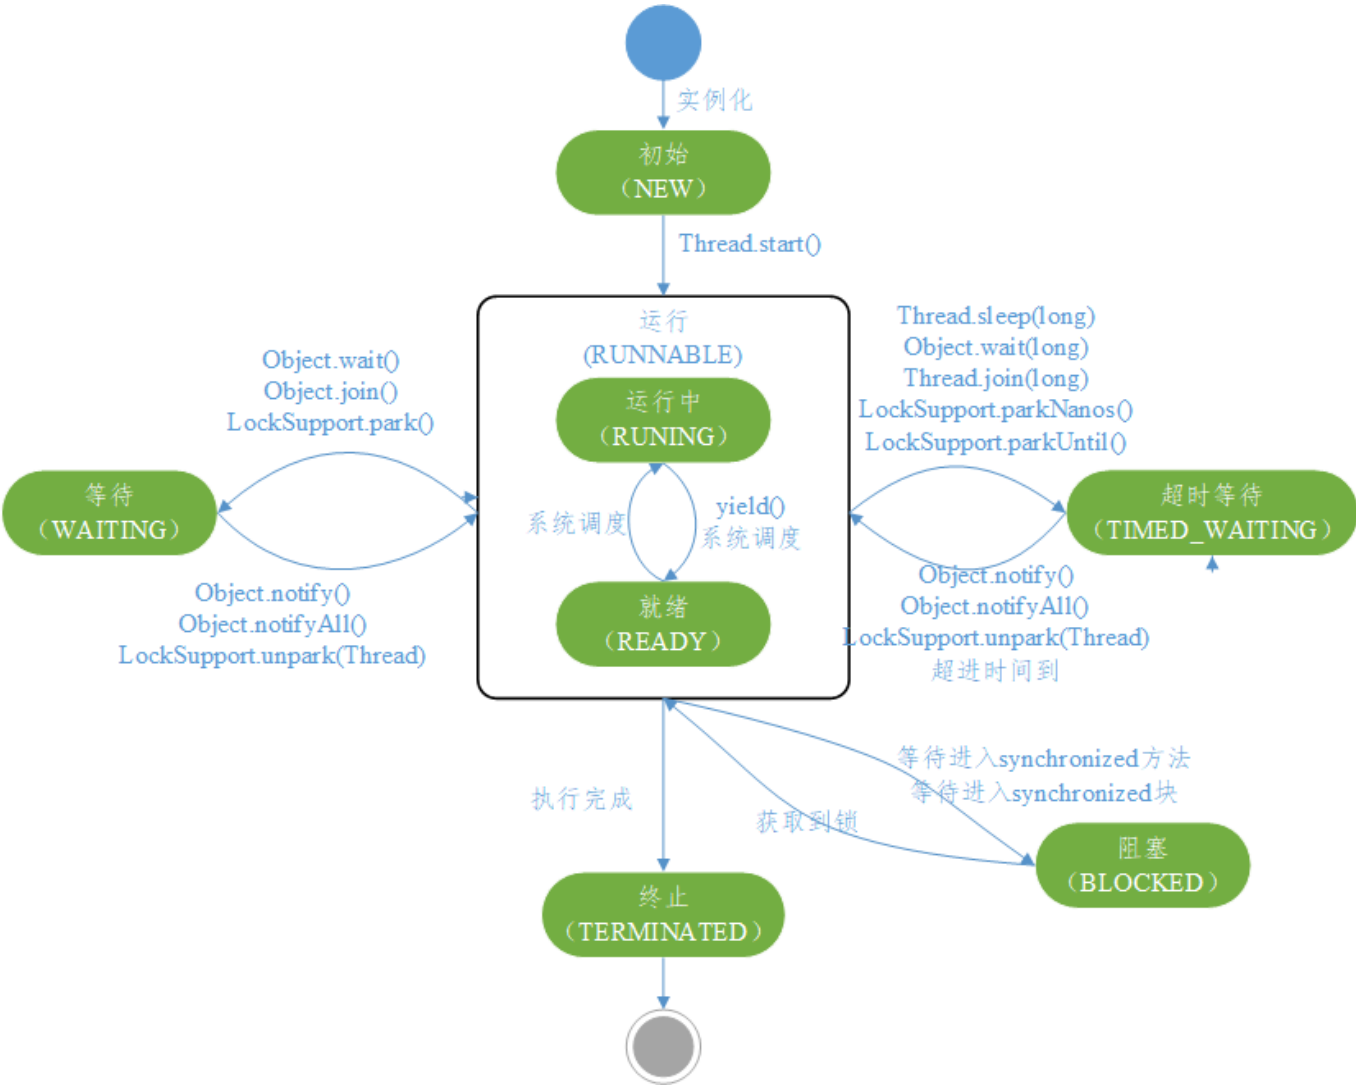 实例化
初始
（NEW）
Thread.start()
运行
(RUNNABLE)
运行中
（RUNING）
系统调度
yield()
系统调度
就绪
（READY）
Object.wait()
Object.join()
LockSupport.park()
等待
（WAITING）
Object.notify()
Object.notifyAll()
LockSupport.unpark(Thread)
Thread.sleep(long)
Object.wait(long)
Thread.join(long)
LockSupport.parkNanos()
LockSupport.parkUntil()
超时等待
（TIMED_WAITING）
Object.notify()
Object.notifyAll()
LockSupport.unpark(Thread)
超进时间到
等待进入synchronized方法
等待进入synchronized块
获取到锁
阻塞
（BLOCKED）
执行完成
终止
（TERMINATED）